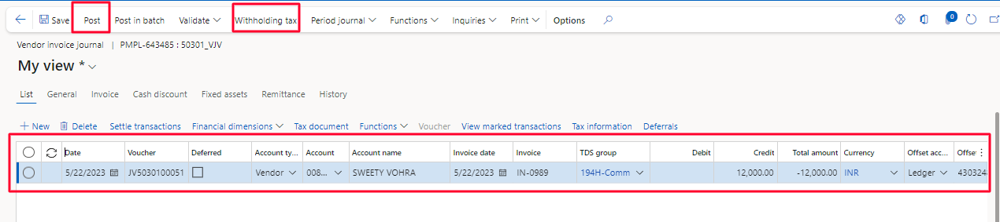 Save Post Post in batch Validate Withholding tax Period journal Functions Inquiries Print Options 0
Vendor invoice journal | PMPL-643485 : 50301_VJV
My view *
List General Invoice Cash discount Fixed assets Remittance History
New Delete Settle transactions Financial dimensions Tax document Functions Voucher View marked transactions Tax information Deferrals
Date Voucher Deferred Account ty... Account Account name Invoice date Invoice TDS group Debit Credit Total amount Currency Offset acc... Offset
5/22/2023 JV5030100051 Vendor 008... SWEETY VOHRA 5/22/2023 IN-0989 194H-Comm 12,000.00 -12,000.00 INR Ledger 430324